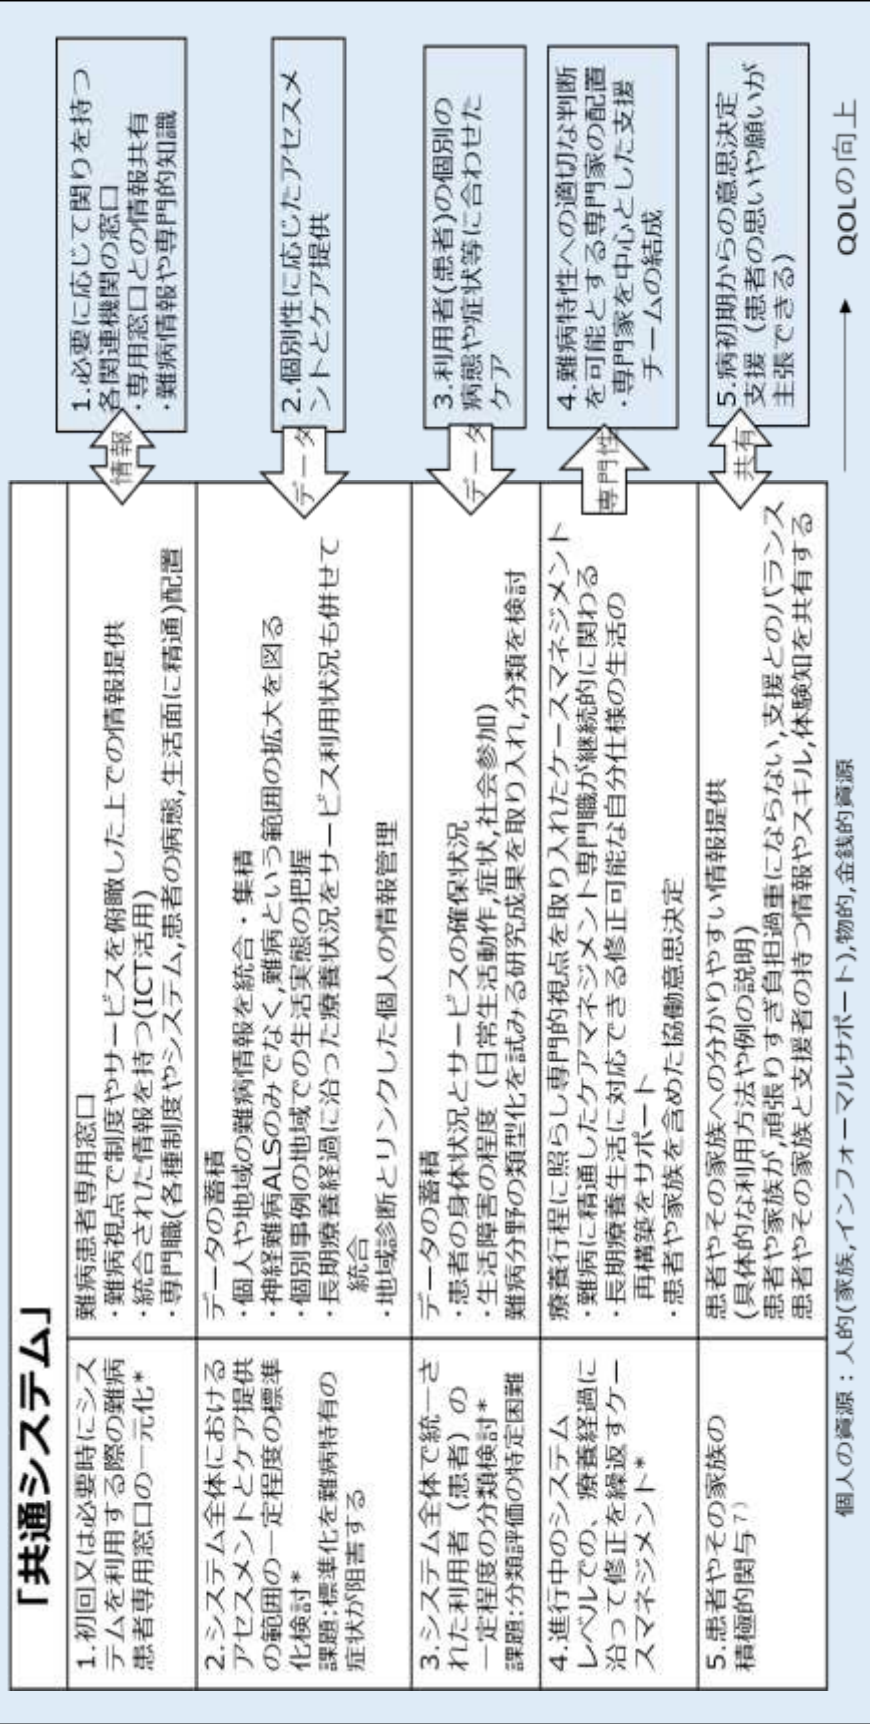 「共通システム」
1.初回又は必要時にシス
テムを利用する際の難病
患者専用窓口の一元化*
難病患者専用窓口
・難病視点で制度やサービスを俯瞰した上での情報提供
・統合された情報を持つ(ICT活用)
・専門職(各種制度やシステム,患者の病態,生活面に精通)配置
情報
1.必要に応じて関りを持つ
各関連機関の窓口
・専用窓口との情報共有
・難病情報や専門的知識
2.システム全体における
アセスメントとケア提供
の範囲の一定程度の標準
化検討*
課題:標準化を難病特有の
症状が阻害する
データの蓄積
・個人や地域の難病情報を統合・集積
・神経難病ALSのみでなく,難病という範囲の拡大を図る
・個別事例の地域での生活実態の把握
・長期療養経過に沿った療養状況をサービス利用状況も併せて
統合
・地域診断とリンクした個人の情報管理
データ
2.個別性に応じたアセスメ
ントとケア提供
3.システム全体で統一さ
れた利用者（患者）の
一定程度の分類検討*
課題:分類評価の特定困難
データの蓄積
・患者の身体状況とサービスの確保状況
・生活障害の程度（日常生活動作,症状,社会参加)
難病分野の類型化を試みる研究成果を取り入れ,分類を検討
データ
3.利用者(患者)の個別の
病態や症状等に合わせた
ケア
4.進行中のシステム
レベルでの、療養経過に
沿って修正を繰返すケー
スマネジメント*
療養行程に照らし専門的視点を取り入れたケースマネジメント
・難病に精通したケアマネジメント専門職が継続的に関わる
・長期療養生活に対応できる修正可能な自分仕様の生活の
再構築をサポート
・患者や家族を含めた協働意思決定
専門性
4.難病特性への適切な判断
を可能とする専門家の配置
・専門家を中心とした支援
チームの結成
5.患者やその家族の
積極的関与7）
患者やその家族への分かりやすい情報提供
(具体的な利用方法や例の説明)
患者や家族が,頑張りすぎ負担過重にならない,支援とのバランス
患者やその家族と支援者の持つ情報やスキル,体験知を共有する
共有
5.病初期からの意思決定
支援（患者の思いや願いが
主張できる)
個人の資源：人的(家族,インフォーマルサポート),物的,金銭的資源
QOLの向上